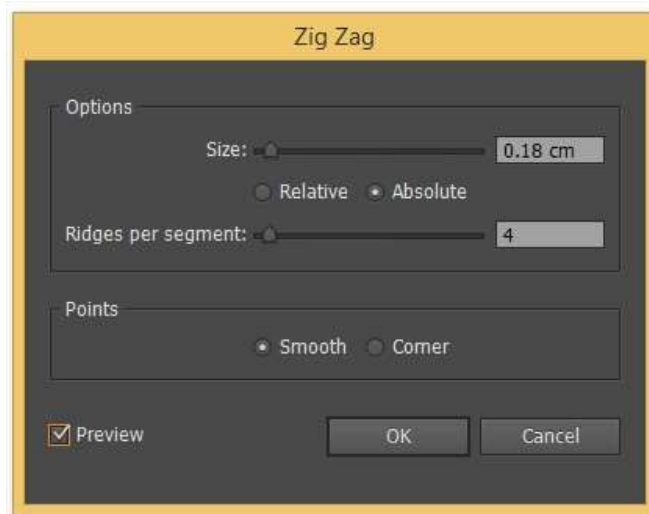 Zig Zag
Options
Size: 0.18 cm
Relative Absolute
Ridges per segment: 4
Points
Smooth Corner
Preview OK Cancel